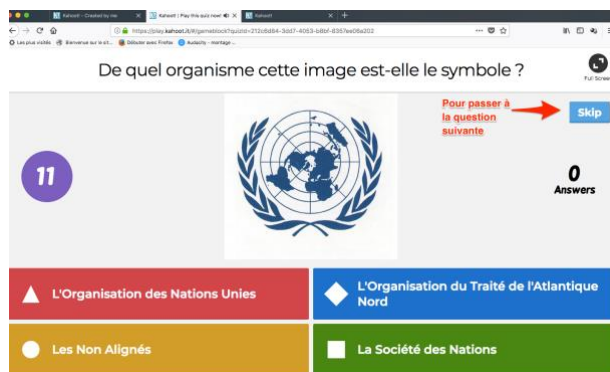 Kahoot! - Created by me
Kahoot! | Play this quiz now!
Kahoot!
https://play.kahoot.it/#/gameblock?quizId=212c6d84-3dd7-4053-b8bf-8367ee06a202
Les plus visités
Bienvenue sur le st...
Débuter avec Firefox
Audacity - montage ...
De quel organisme cette image est-elle le symbole ?
Full Screen
Pour passer à
la question
suivante
Skip
11
0
Answers
L'Organisation des Nations Unies
L'Organisation du Traité de l'Atlantique
Nord
Les Non Alignés
La Société des Nations